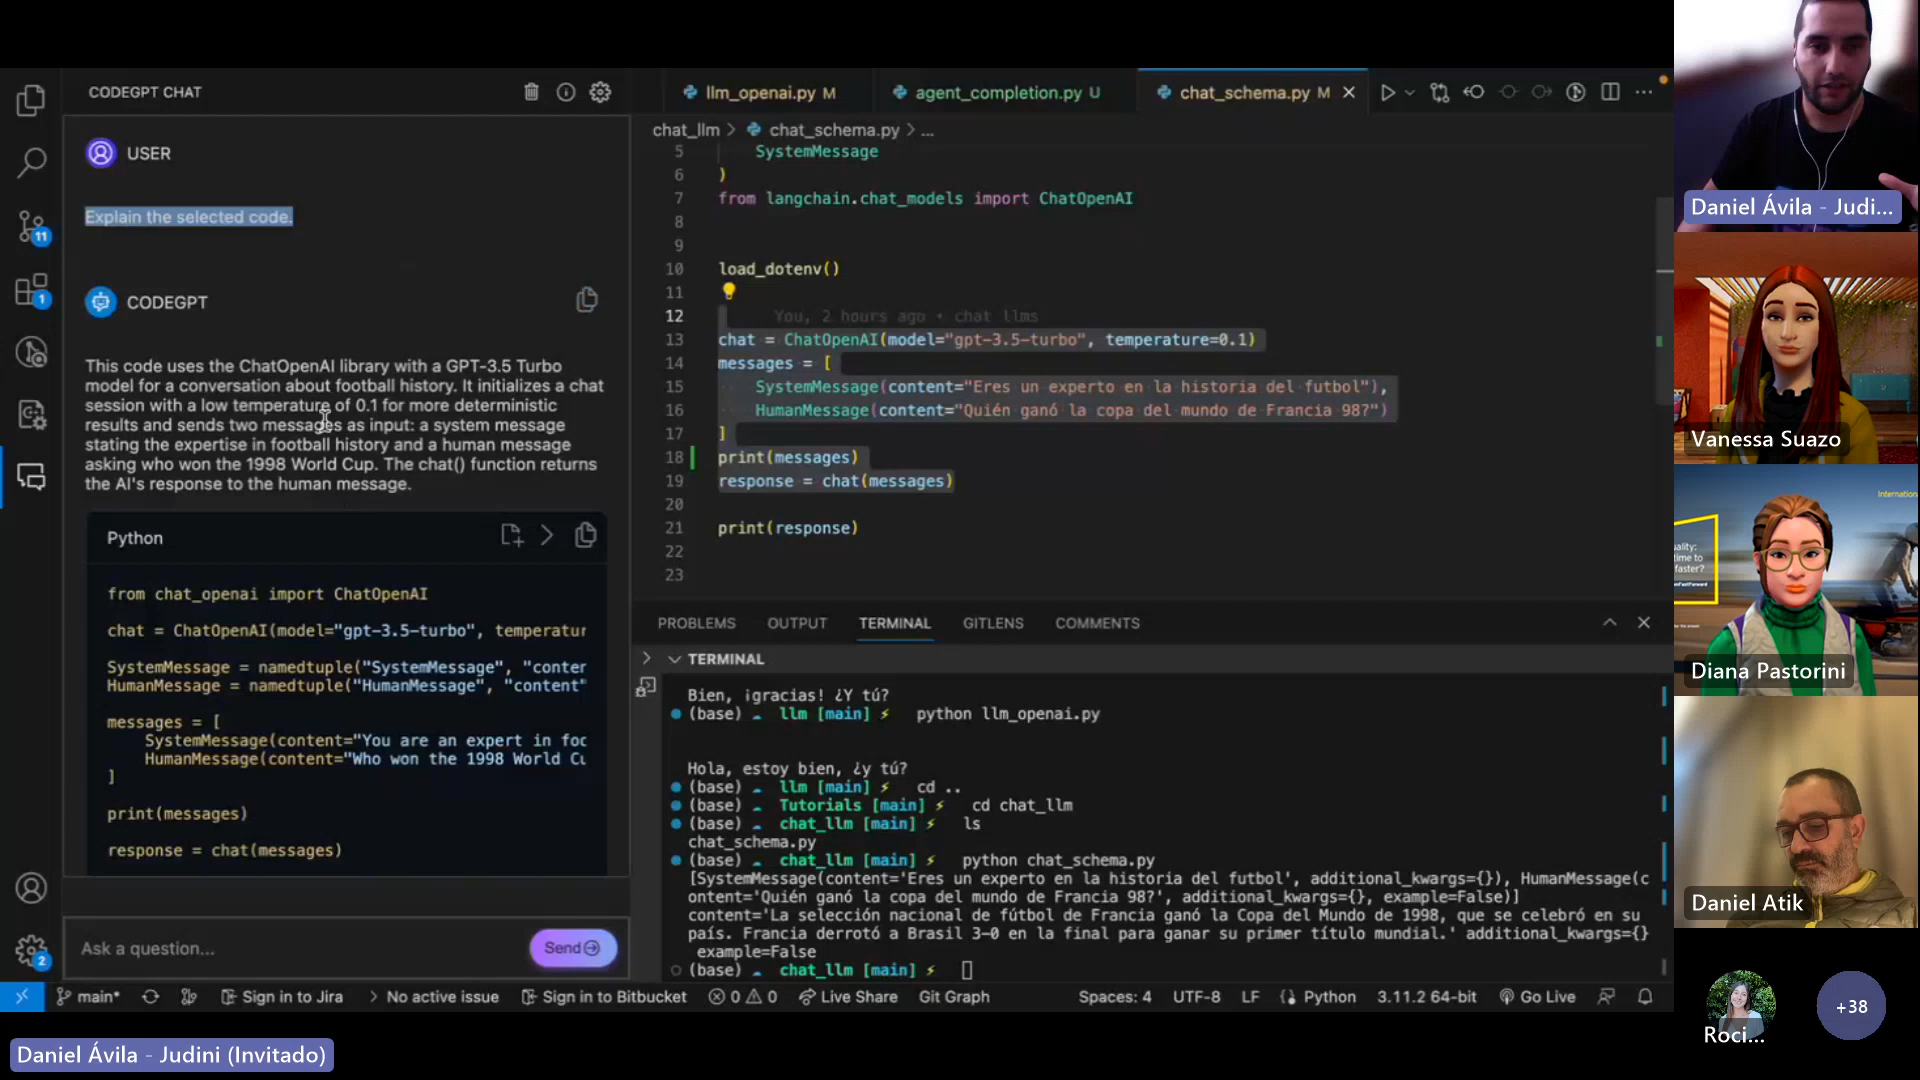 CODEGPT CHAT
USER
Explain the selected code.
CODEGPT
This code uses the ChatOpenAI library with a GPT-3.5 Turbo
model for a conversation about football history. It initializes a chat
session with a low temperature of 0.1 for more deterministic
results and sends two messages as input: a system message
stating the expertise in football history and a human message
asking who won the 1998 World Cup. The chat() function returns
the AI's response to the human message.
Python
from chat_openai import ChatOpenAI
chat = ChatOpenAI(model="gpt-3.5-turbo", temperatur
SystemMessage = namedtuple("SystemMessage", "conter
HumanMessage = namedtuple("HumanMessage", "content"
messages = [
SystemMessage(content="You are an expert in foc
HumanMessage(content="Who won the 1998 World Cu
]
print(messages)
response = chat(messages)
Ask a question...
Send
11
1
2
llm_openai.py M
agent_completion.py U
chat_schema.py M
chat_llm > chat_schema.py > ...
5 SystemMessage
6 )
7 from langchain.chat_models import ChatOpenAI
8
9
10 load_dotenv()
11
12 You, 2 hours ago • chat llms
13 chat = ChatOpenAI(model="gpt-3.5-turbo", temperature=0.1)
14 messages = [
15 SystemMessage(content="Eres un experto en la historia del futbol"),
16 HumanMessage(content="Quién ganó la copa del mundo de Francia 98?")
17 ]
18 print(messages)
19 response = chat(messages)
20
21 print(response)
22
23
PROBLEMS OUTPUT TERMINAL GITLENS COMMENTS
TERMINAL
Bien, ¡gracias! ¿Y tú?
(base) llm [main] ⚡ python llm_openai.py
Hola, estoy bien, ¿y tú?
(base) llm [main] ⚡ cd ..
(base) Tutorials [main] ⚡ cd chat_llm
(base) chat_llm [main] ⚡ ls
chat_schema.py
(base) chat_llm [main] ⚡ python chat_schema.py
[SystemMessage(content='Eres un experto en la historia del futbol', additional_kwargs={}), HumanMessage(c
ontent='Quién ganó la copa del mundo de Francia 98?', additional_kwargs={}, example=False)]
content='La selección nacional de fútbol de Francia ganó la Copa del Mundo de 1998, que se celebró en su
país. Francia derrotó a Brasil 3-0 en la final para ganar su primer título mundial.' additional_kwargs={}
example=False
(base) chat_llm [main] ⚡
main* Sign in to Jira No active issue Sign in to Bitbucket 0 0 Live Share Git Graph Spaces: 4 UTF-8 LF Python 3.11.2 64-bit Go Live
Daniel Ávila - Judini (Invitado)
Daniel Ávila - Judi...
Vanessa Suazo
Internation
ality:
time to
faster?
Diana Pastorini
Daniel Atik
Roci...
+38